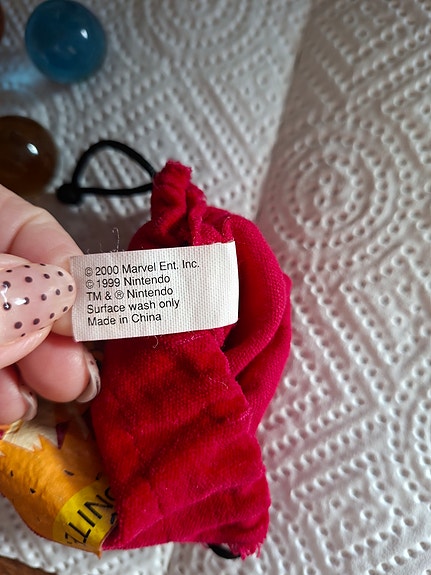 © 2000 Marvel Ent. Inc.
© 1999 Nintendo
TM & ® Nintendo
Surface wash only
Made in China